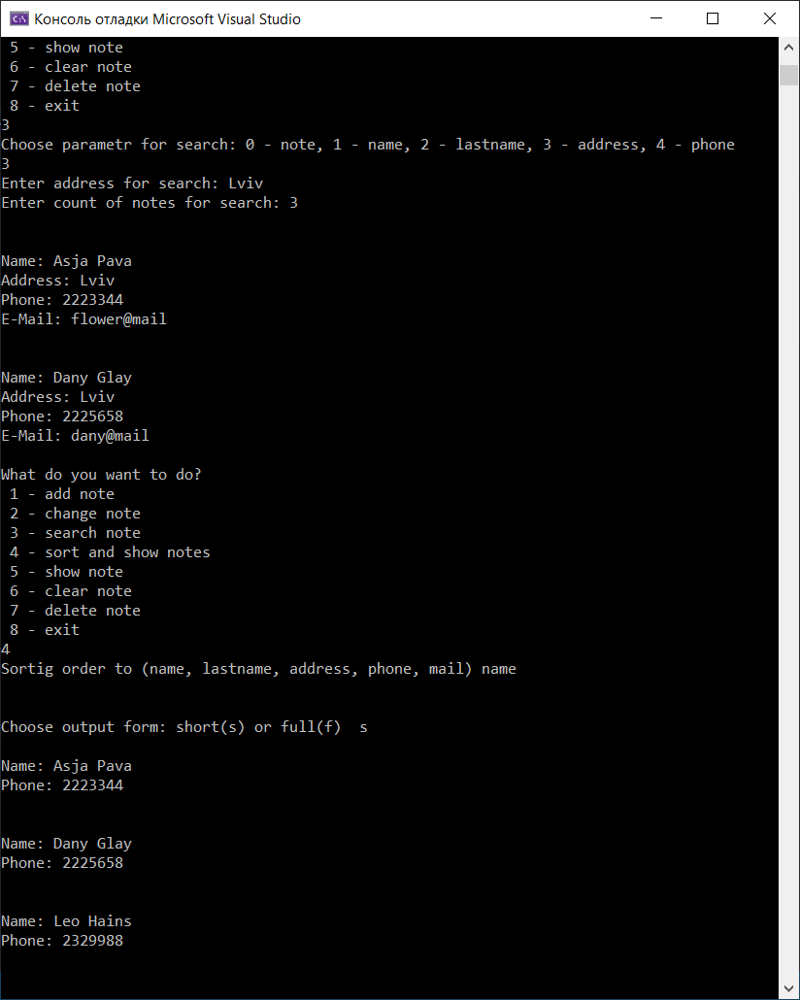 Консоль отладки Microsoft Visual Studio
5 - show note
6 - clear note
7 - delete note
8 - exit
3
Choose parametr for search: 0 - note, 1 - name, 2 - lastname, 3 - address, 4 - phone
3
Enter address for search: Lviv
Enter count of notes for search: 3
Name: Asja Pava
Address: Lviv
Phone: 2223344
E-Mail: flower@mail
Name: Dany Glay
Address: Lviv
Phone: 2225658
E-Mail: dany@mail
What do you want to do?
1 - add note
2 - change note
3 - search note
4 - sort and show notes
5 - show note
6 - clear note
7 - delete note
8 - exit
4
Sortig order to (name, lastname, address, phone, mail) name
Choose output form: short(s) or full(f)  s
Name: Asja Pava
Phone: 2223344
Name: Dany Glay
Phone: 2225658
Name: Leo Hains
Phone: 2329988